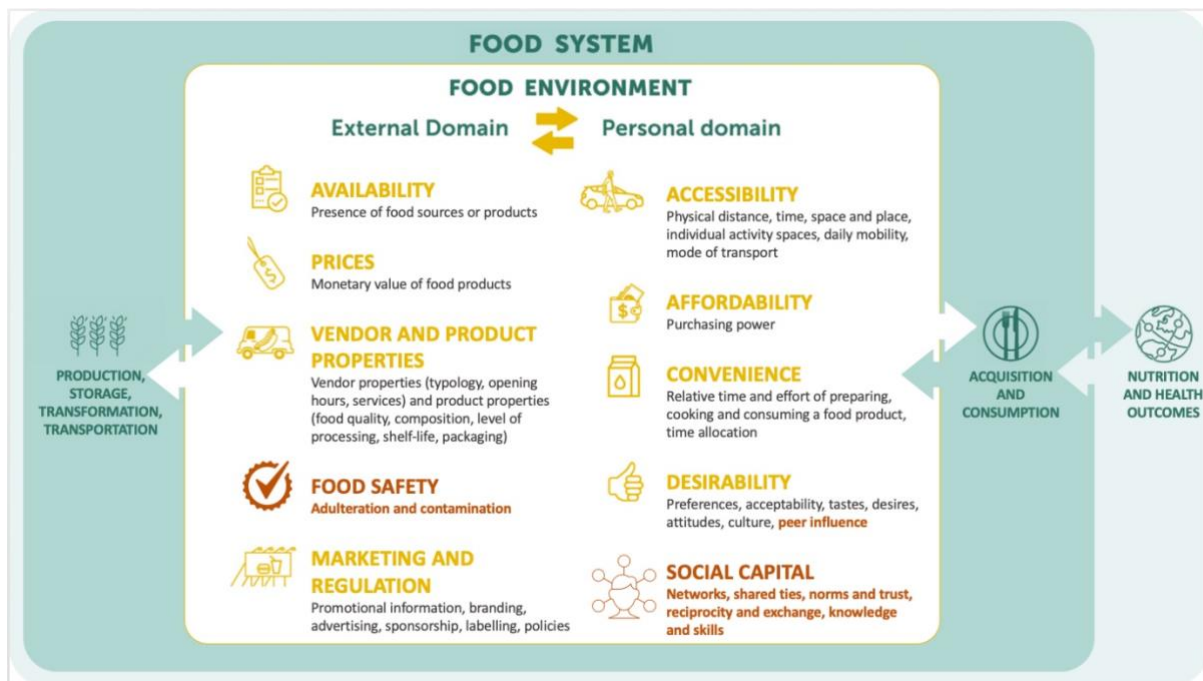 FOOD SYSTEM
FOOD ENVIRONMENT
External Domain
Personal domain
AVAILABILITY
Presence of food sources or products
PRICES
Monetary value of food products
VENDOR AND PRODUCT
PROPERTIES
Vendor properties (typology, opening
hours, services) and product properties
(food quality, composition, level of
processing, shelf-life, packaging)
FOOD SAFETY
Adulteration and contamination
MARKETING AND
REGULATION
Promotional information, branding,
advertising, sponsorship, labelling, policies
ACCESSIBILITY
Physical distance, time, space and place,
individual activity spaces, daily mobility,
mode of transport
AFFORDABILITY
Purchasing power
CONVENIENCE
Relative time and effort of preparing,
cooking and consuming a food product,
time allocation
DESIRABILITY
Preferences, acceptability, tastes, desires,
attitudes, culture, peer influence
SOCIAL CAPITAL
Networks, shared ties, norms and trust,
reciprocity and exchange, knowledge
and skills
PRODUCTION,
STORAGE,
TRANSFORMATION,
TRANSPORTATION
ACQUISITION
AND
CONSUMPTION
NUTRITION
AND HEALTH
OUTCOMES